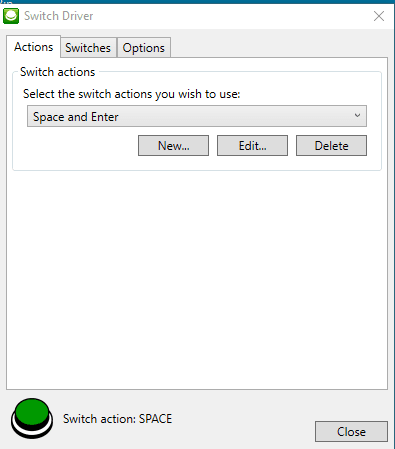 Switch Driver
Actions Switches Options
Switch actions
Select the switch actions you wish to use:
Space and Enter
New... Edit... Delete
Switch action: SPACE
Close